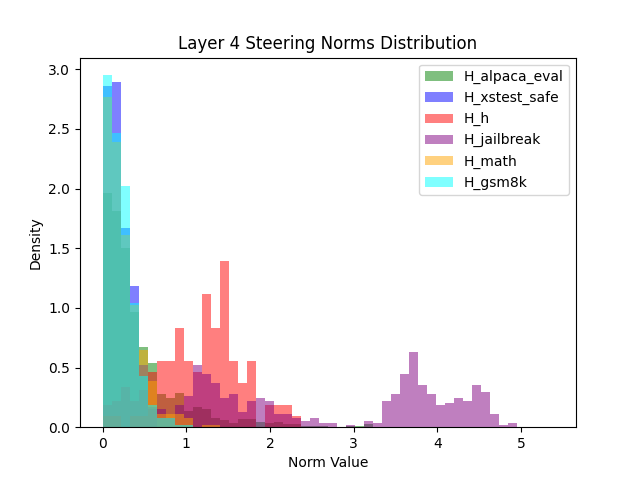 Layer 4 Steering Norms Distribution
3.0
2.5
2.0
1.5
1.0
0.5
0.0
Density
0
1
2
3
4
5
Norm Value
H_alpaca_eval
H_xstest_safe
H_h
H_jailbreak
H_math
H_gsm8k